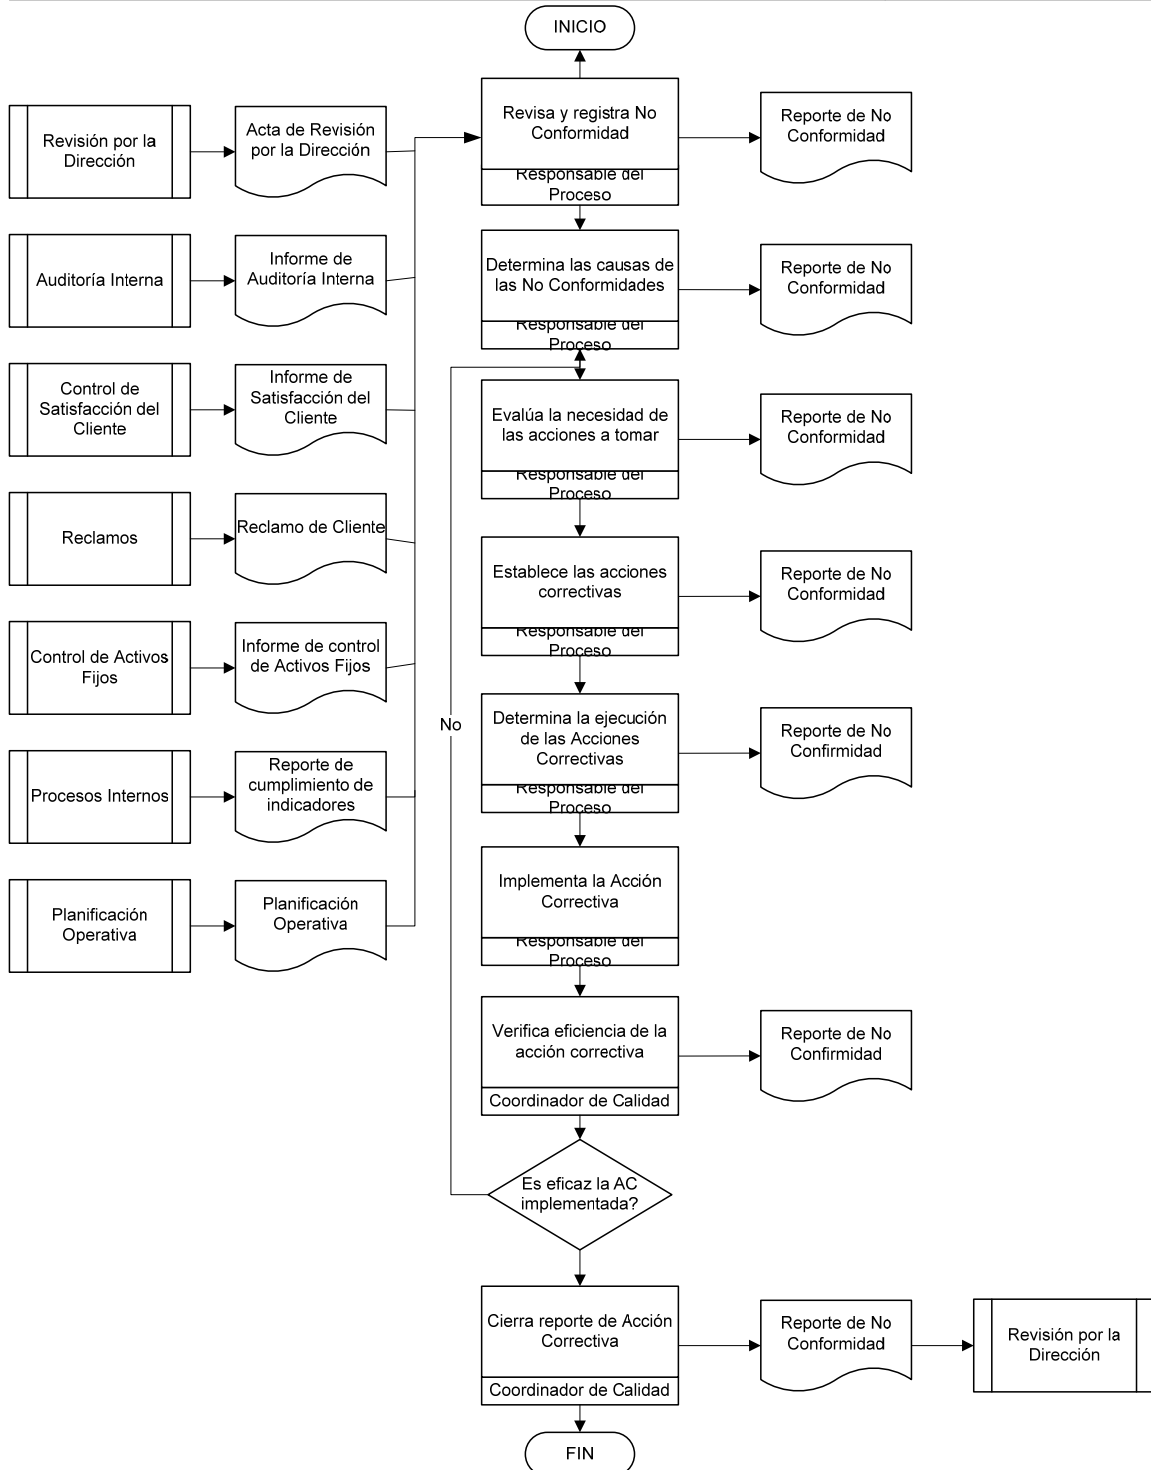 INICIO
Revisa y registra No
Conformidad
Responsable del
Proceso
Reporte de No
Conformidad
Revisión por la
Dirección
Acta de Revisión
por la Dirección
Auditoría Interna
Informe de
Auditoría Interna
Determina las causas de
las No Conformidades
Responsable del
Proceso
Reporte de No
Conformidad
Control de
Satisfacción del
Cliente
Informe de
Satisfacción del
Cliente
Evalúa la necesidad de
las acciones a tomar
Responsable del
Proceso
Reporte de No
Conformidad
Reclamos
Reclamo de Cliente
Establece las acciones
correctivas
Responsable del
Proceso
Reporte de No
Conformidad
Control de Activos
Fijos
Informe de control
de Activos Fijos
No
Determina la ejecución
de las Acciones
Correctivas
Responsable del
Proceso
Reporte de No
Confirmidad
Procesos Internos
Reporte de
cumplimiento de
indicadores
Implementa la Acción
Correctiva
Responsable del
Proceso
Planificación
Operativa
Planificación
Operativa
Verifica eficiencia de la
acción correctiva
Coordinador de Calidad
Reporte de No
Confirmidad
Es eficaz la AC
implementada?
Cierra reporte de Acción
Correctiva
Coordinador de Calidad
Reporte de No
Conformidad
Revisión por la
Dirección
FIN